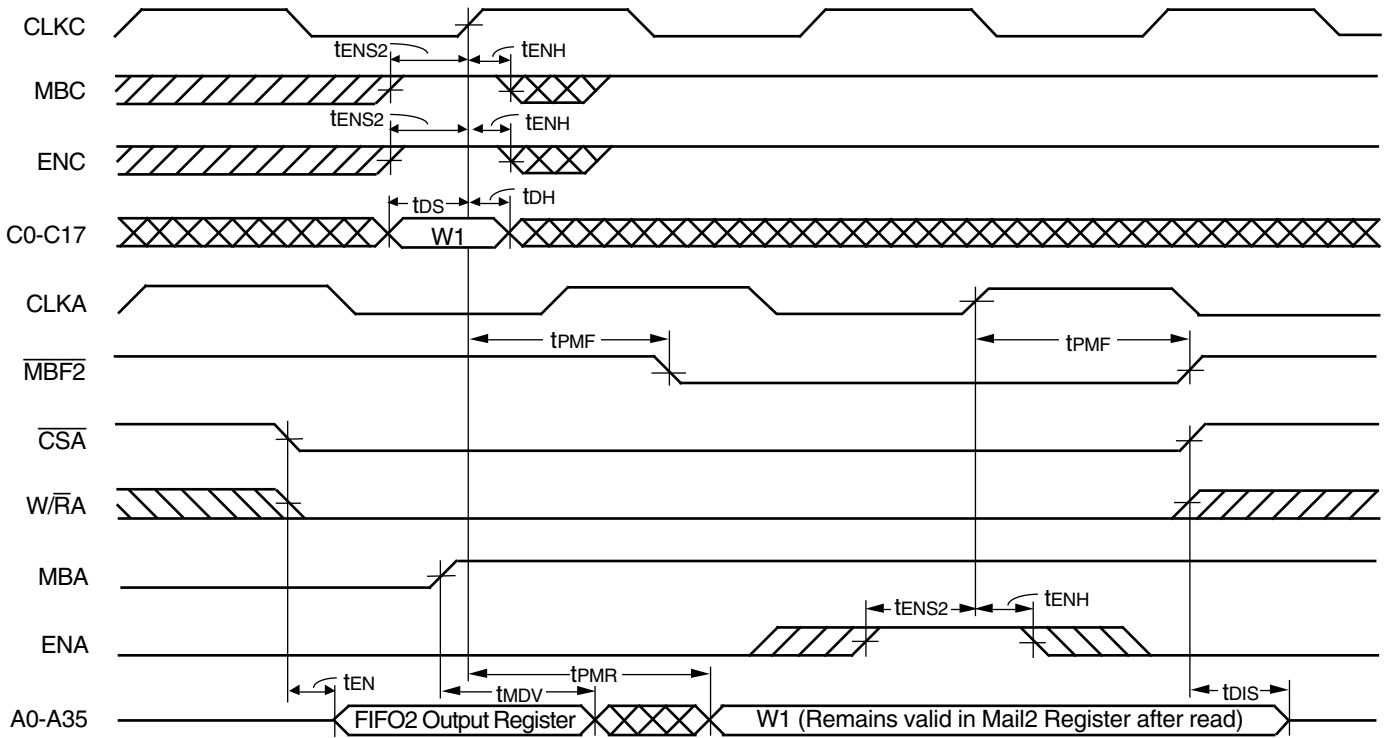 CLKC
tENS2
tENH
MBC
tENS2
tENH
ENC
tDS
tDH
C0-C17
W1
CLKA
tPMF
tPMF
MBF2
CSA
W/RA
MBA
tENS2
tENH
ENA
tEN
tMDV
tPMR
tDIS
A0-A35
FIFO2 Output Register
W1 (Remains valid in Mail2 Register after read)